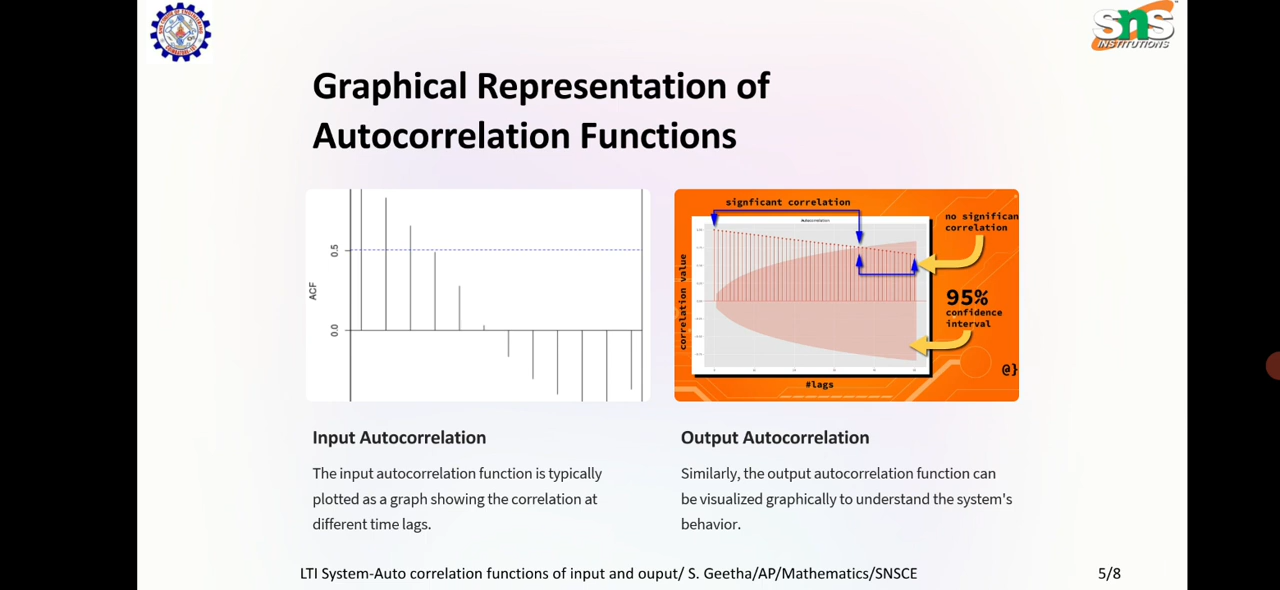 SNS
INSTITUTIONS
Graphical Representation of
Autocorrelation Functions
ACF
0.5
0.0
signficant correlation
Autocorrelation
no significan
correlation
correlation value
95%
confidence
interval
@}
#lags
Input Autocorrelation
The input autocorrelation function is typically
plotted as a graph showing the correlation at
different time lags.
Output Autocorrelation
Similarly, the output autocorrelation function can
be visualized graphically to understand the system's
behavior.
LTI System-Auto correlation functions of input and ouput/ S. Geetha/AP/Mathematics/SNSCE
5/8